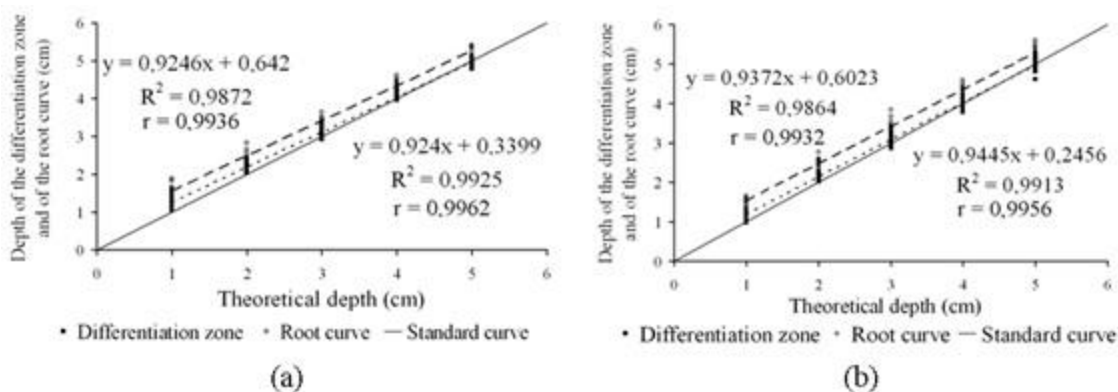 Depth of the differentiation zone
and of the root curve (cm)
6
5
4
3
2
1
0
y = 0,9246x + 0,642
R² = 0,9872
r = 0,9936
y = 0,924x + 0,3399
R² = 0,9925
r = 0,9962
0 1 2 3 4 5 6
Theoretical depth (cm)
• Differentiation zone • Root curve — Standard curve
(a)
Depth of the differentiation zone
and of the root curve (cm)
6
5
4
3
2
1
0
y = 0,9372x + 0,6023
R² = 0,9864
r = 0,9932
y = 0,9445x + 0,2456
R² = 0,9913
r = 0,9956
0 1 2 3 4 5 6
Theoretical depth (cm)
• Differentiation zone • Root curve — Standard curve
(b)